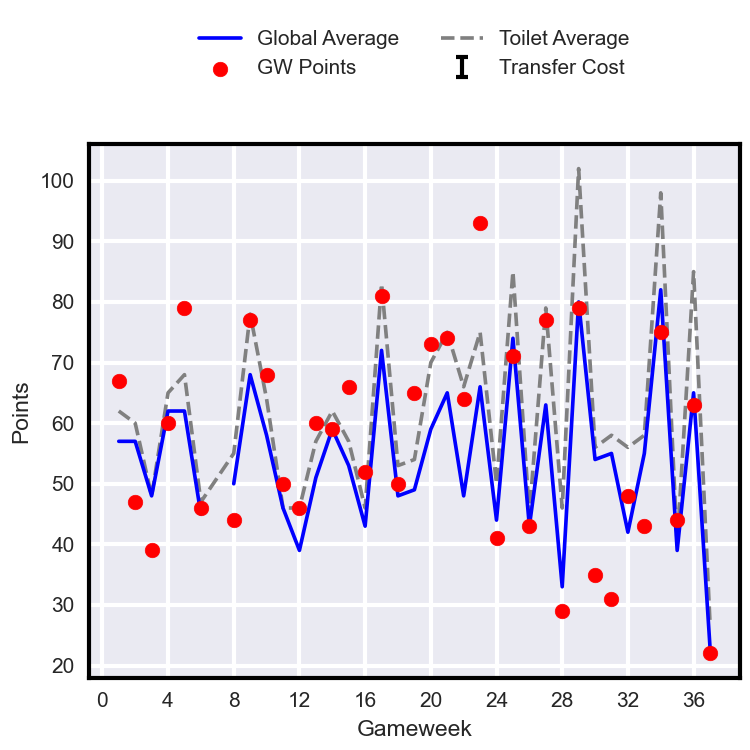 Global Average
Toilet Average
GW Points
Transfer Cost
100
90
80
70
60
50
40
30
20
Points
0 4 8 12 16 20 24 28 32 36
Gameweek